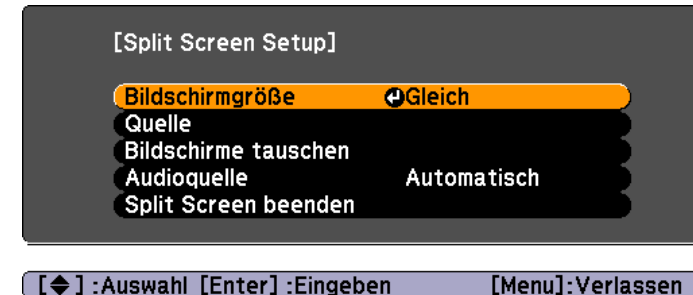 [Split Screen Setup]
Bildschirmgröße Gleich
Quelle
Bildschirme tauschen
Audioquelle Automatisch
Split Screen beenden
[◆] :Auswahl [Enter] :Eingeben [Menu]:Verlassen